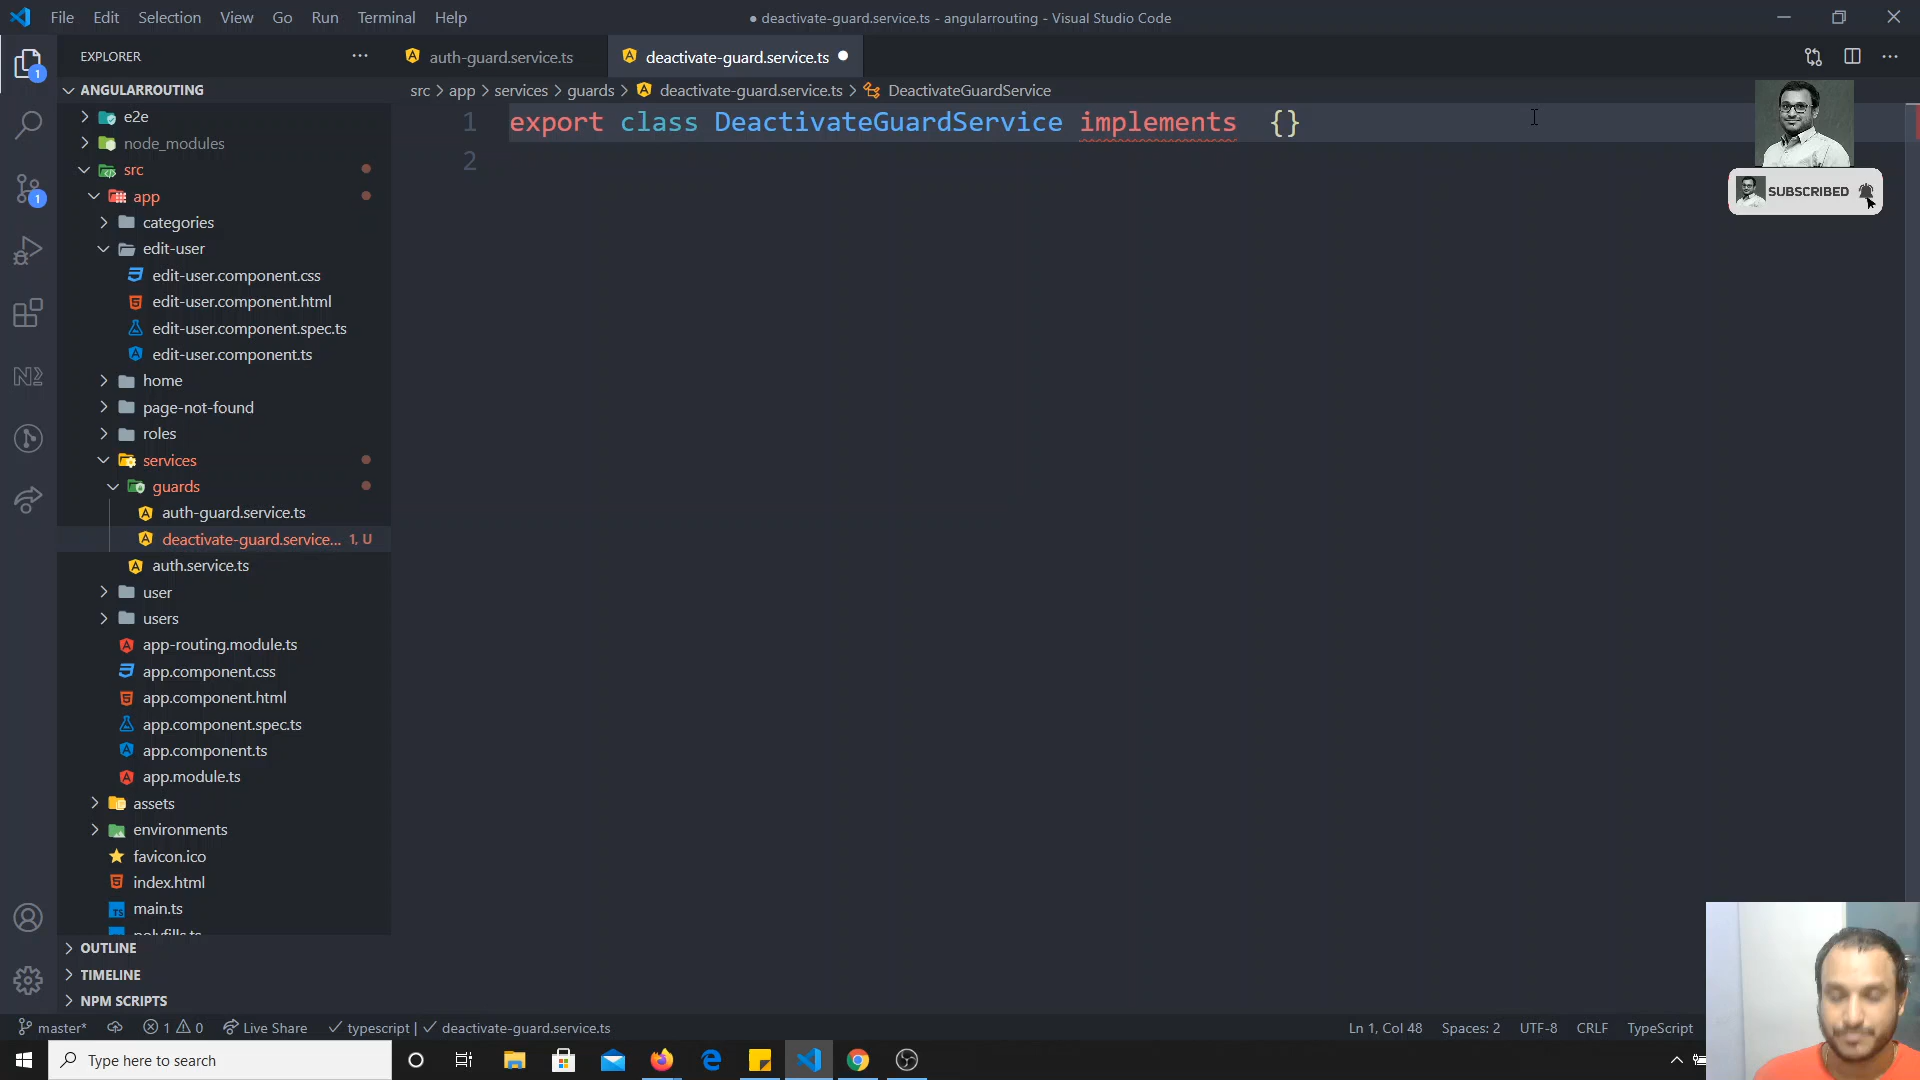 File Edit Selection View Go Run Terminal Help
● deactivate-guard.service.ts - angularrouting - Visual Studio Code
EXPLORER
auth-guard.service.ts
deactivate-guard.service.ts
ANGULARROUTING
src > app > services > guards > deactivate-guard.service.ts > DeactivateGuardService
1 export class DeactivateGuardService implements  {}
2
SUBSCRIBED
e2e
node_modules
src
app
categories
edit-user
edit-user.component.css
edit-user.component.html
edit-user.component.spec.ts
edit-user.component.ts
home
page-not-found
roles
services
guards
auth-guard.service.ts
deactivate-guard.service... 1, U
auth.service.ts
user
users
app-routing.module.ts
app.component.css
app.component.html
app.component.spec.ts
app.component.ts
app.module.ts
assets
environments
favicon.ico
index.html
main.ts
polyfills.ts
OUTLINE
TIMELINE
NPM SCRIPTS
master* 1 0 Live Share typescript | deactivate-guard.service.ts
Ln 1, Col 48 Spaces: 2 UTF-8 CRLF TypeScript
Type here to search